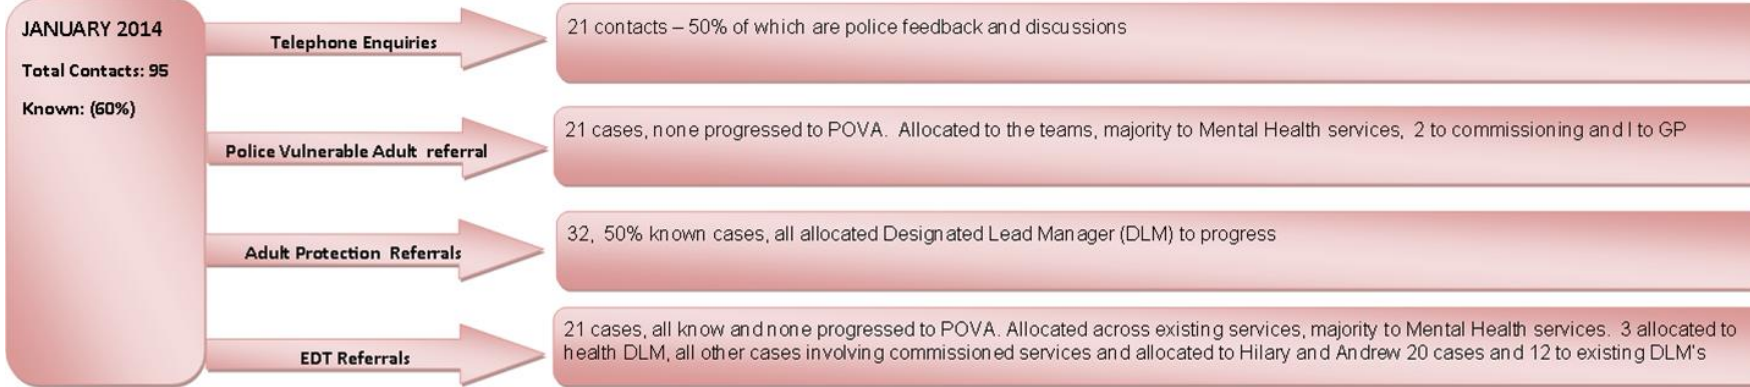 JANUARY 2014
Total Contacts: 95
Known: (60%)
Telephone Enquiries
21 contacts – 50% of which are police feedback and discussions
Police Vulnerable Adult referral
21 cases, none progressed to POVA. Allocated to the teams, majority to Mental Health services, 2 to commissioning and I to GP
Adult Protection Referrals
32, 50% known cases, all allocated Designated Lead Manager (DLM) to progress
EDT Referrals
21 cases, all know and none progressed to POVA. Allocated across existing services, majority to Mental Health services. 3 allocated to
health DLM, all other cases involving commissioned services and allocated to Hilary and Andrew 20 cases and 12 to existing DLM's